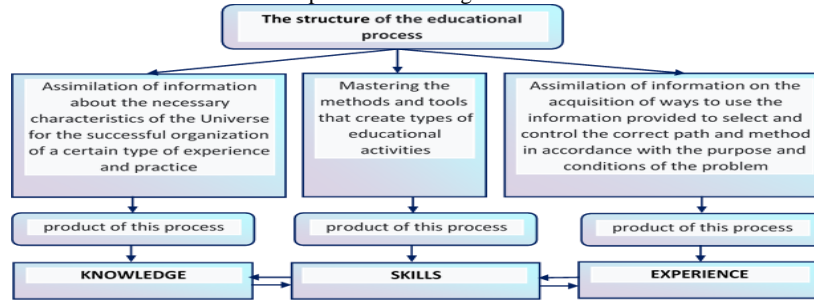 The structure of the educational
process
Assimilation of information
about the necessary
characteristics of the Universe
for the successful organization
of a certain type of experience
and practice
Mastering the
methods and tools
that create types of
educational
activities
Assimilation of information on the
acquisition of ways to use the
information provided to select and
control the correct path and method
in accordance with the purpose and
conditions of the problem
product of this process
product of this process
product of this process
KNOWLEDGE
SKILLS
EXPERIENCE